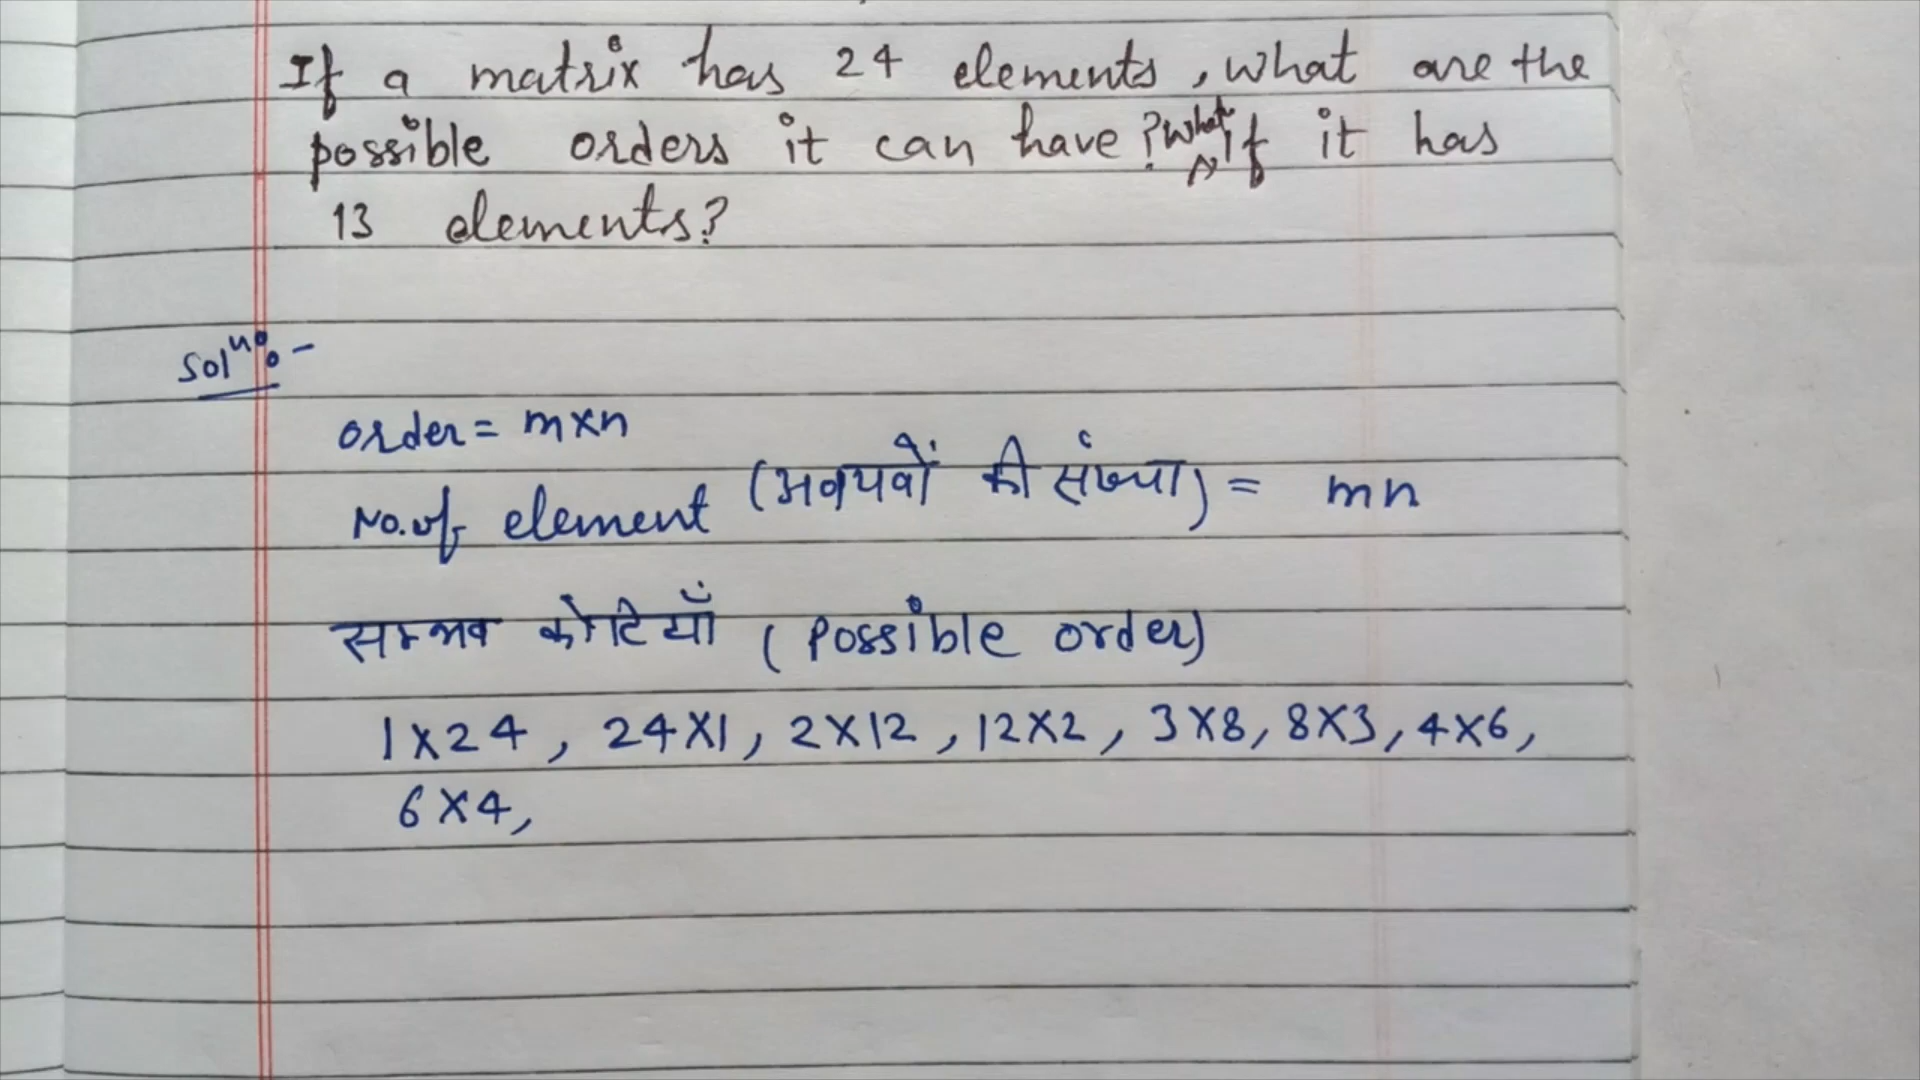 If a matrix has 24 elements, what are the
possible orders it can have? What if it has
13 elements?
Solⁿ:-
order = m×n
No. of element (अवयवों की संख्या) = mn
सम्भव कोटियाँ (Possible order)
1×24, 24×1, 2×12, 12×2, 3×8, 8×3, 4×6,
6×4,